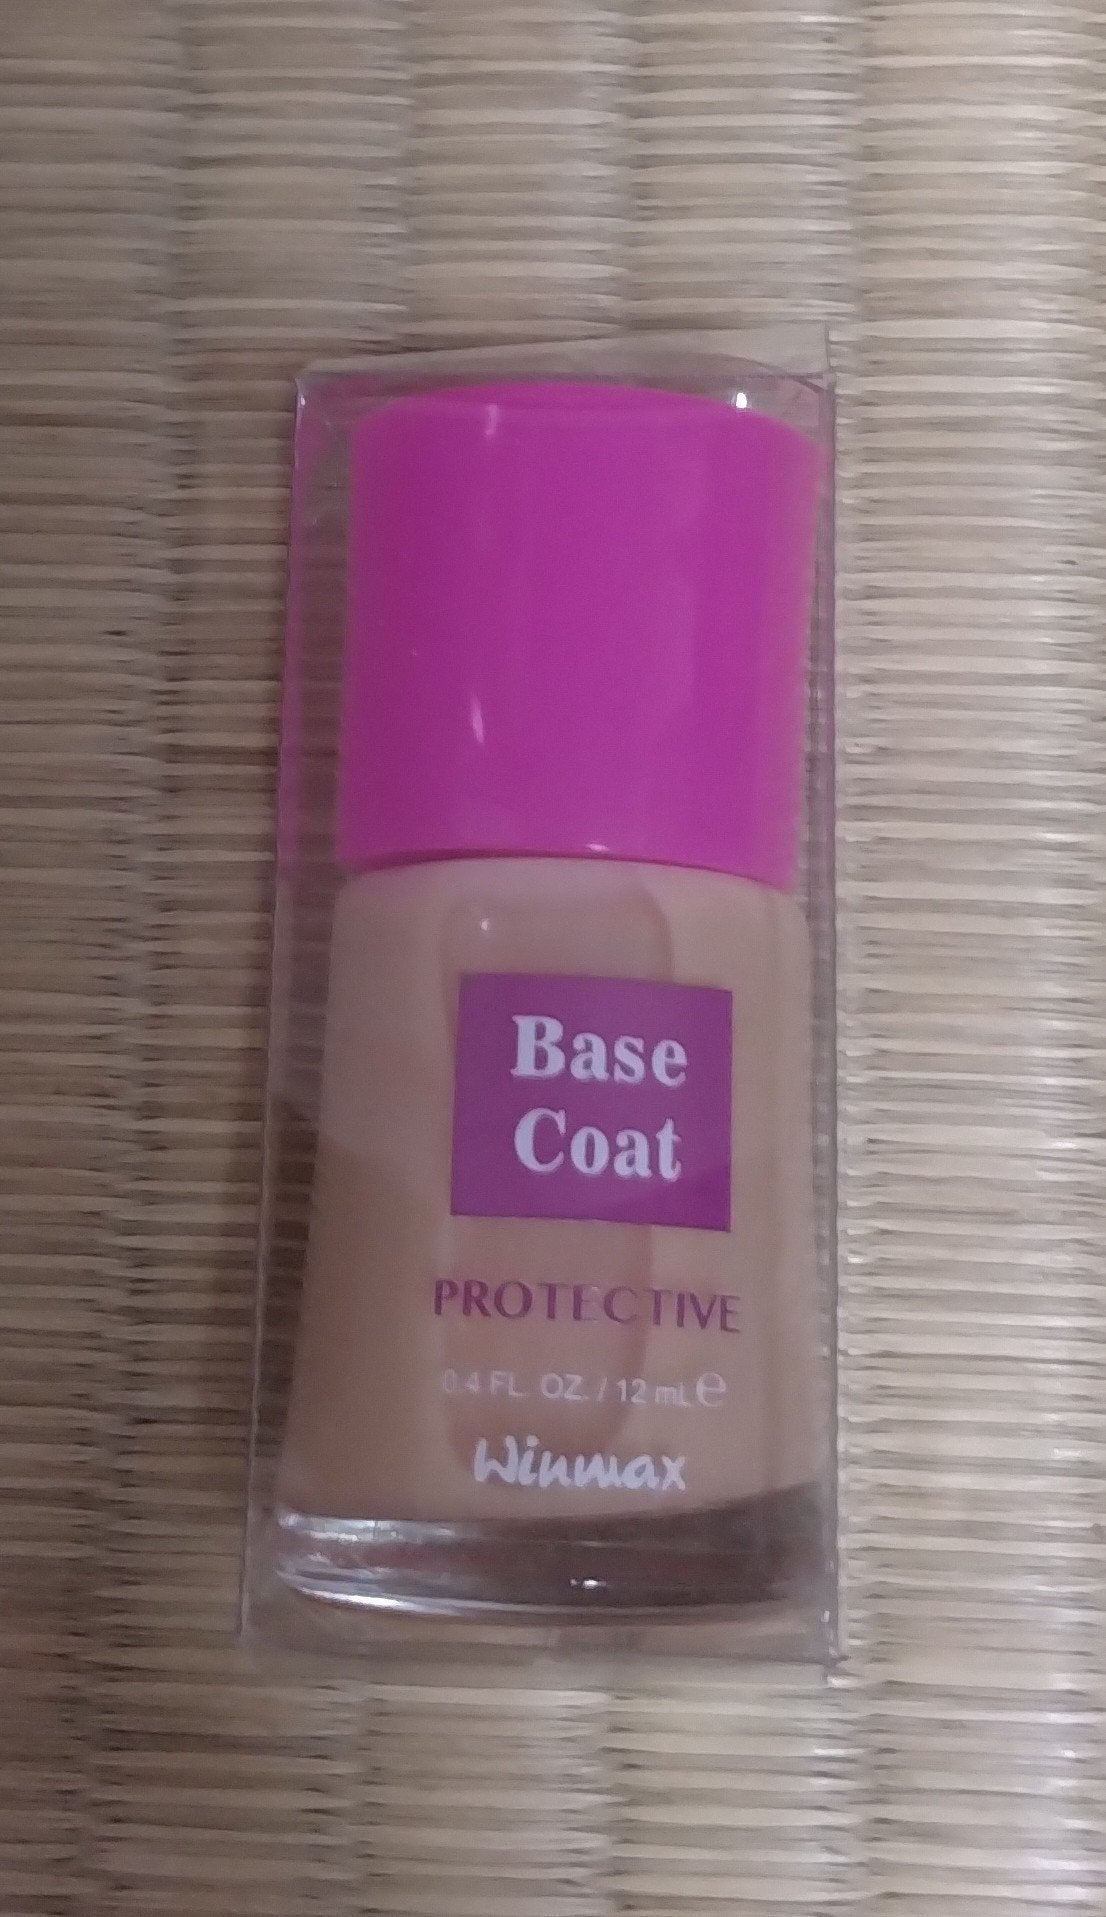 Base
Coat
PROTECTIVE
0.4 FL. OZ. / 12 mL ℮
Winmax